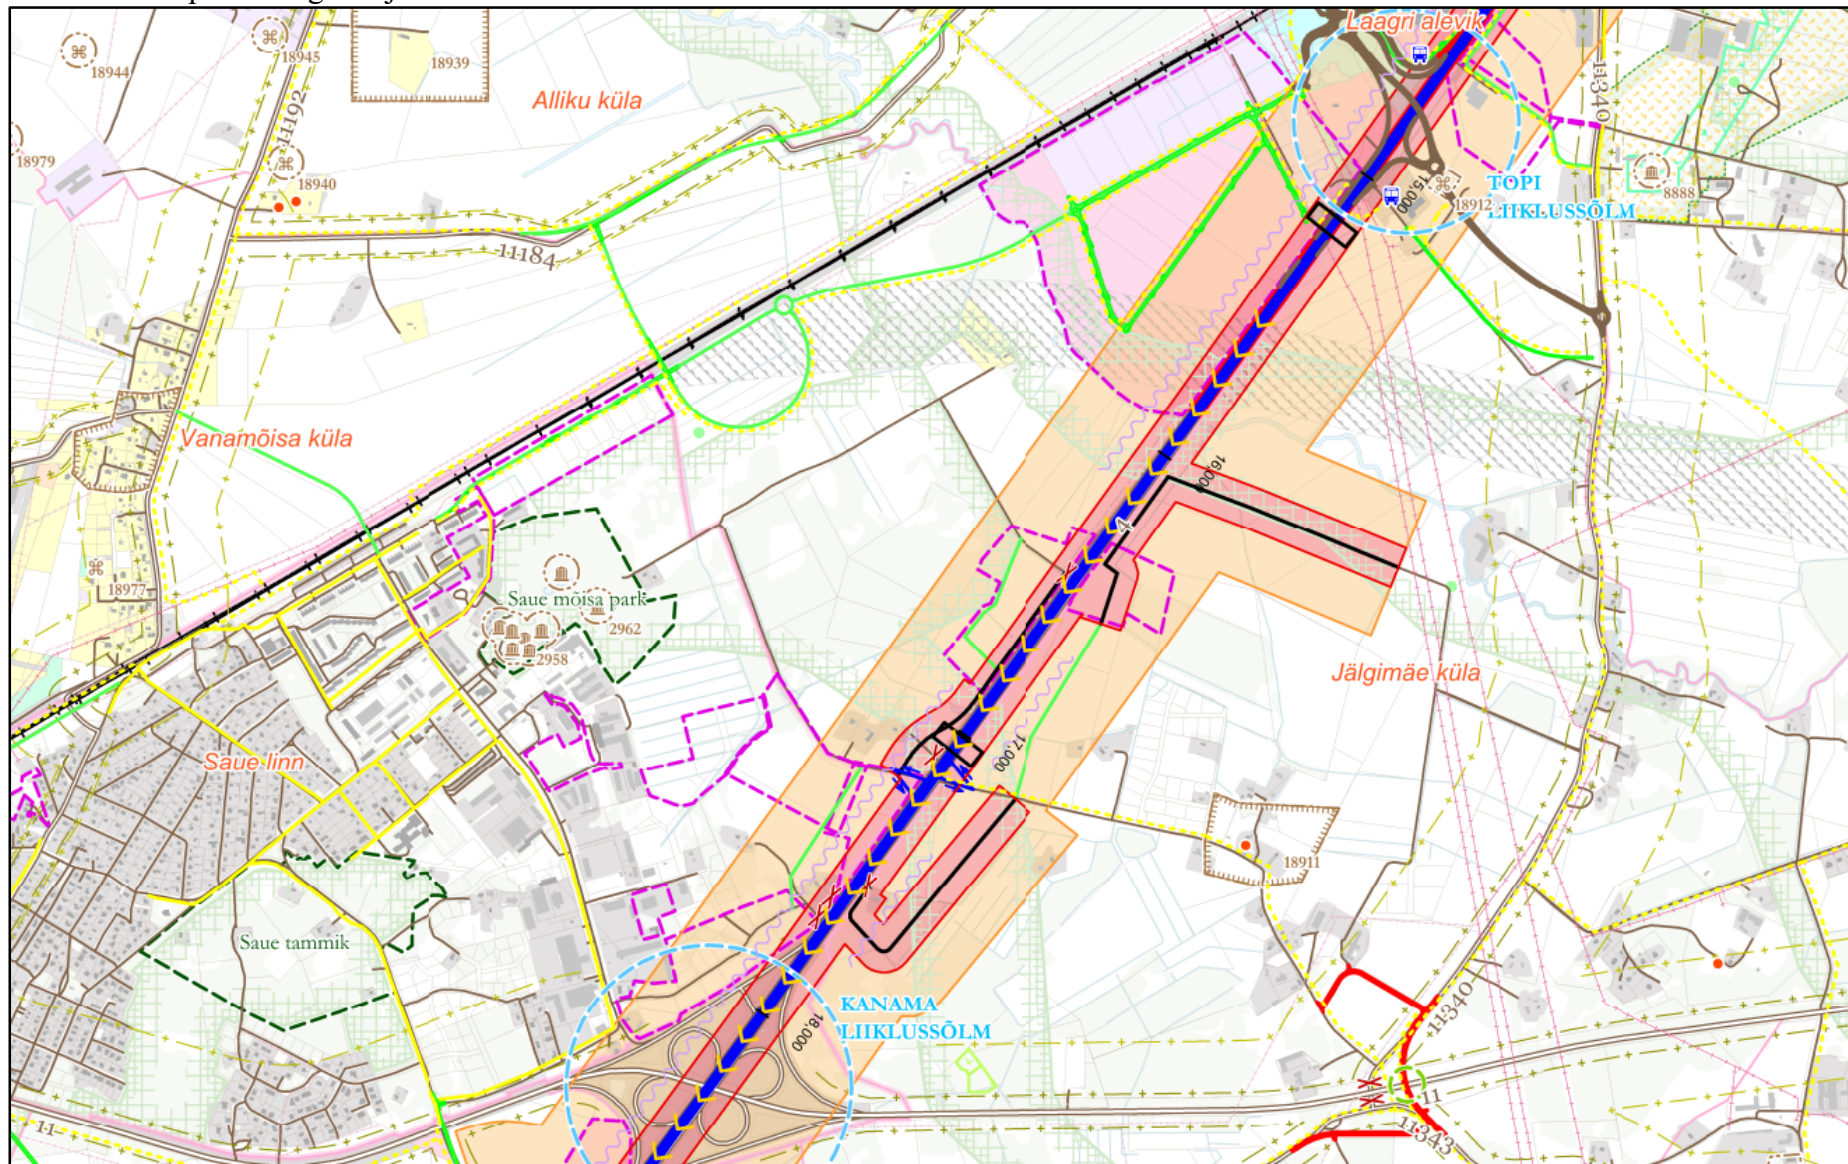 Laagri alevik
18944
18945
18939
Alliku küla
11192
11340
18979
18940
15,000
TOPI
LIIKLUSSÕLM
18912
8888
11184
Vanamõisa küla
16,000
4
18977
Saue mõisa park
2962
2958
Jälgimäe küla
17,000
Saue linn
18911
Saue tammik
KANAMA
LIIKLUSSÕLM
18,000
11340
11
11
11343